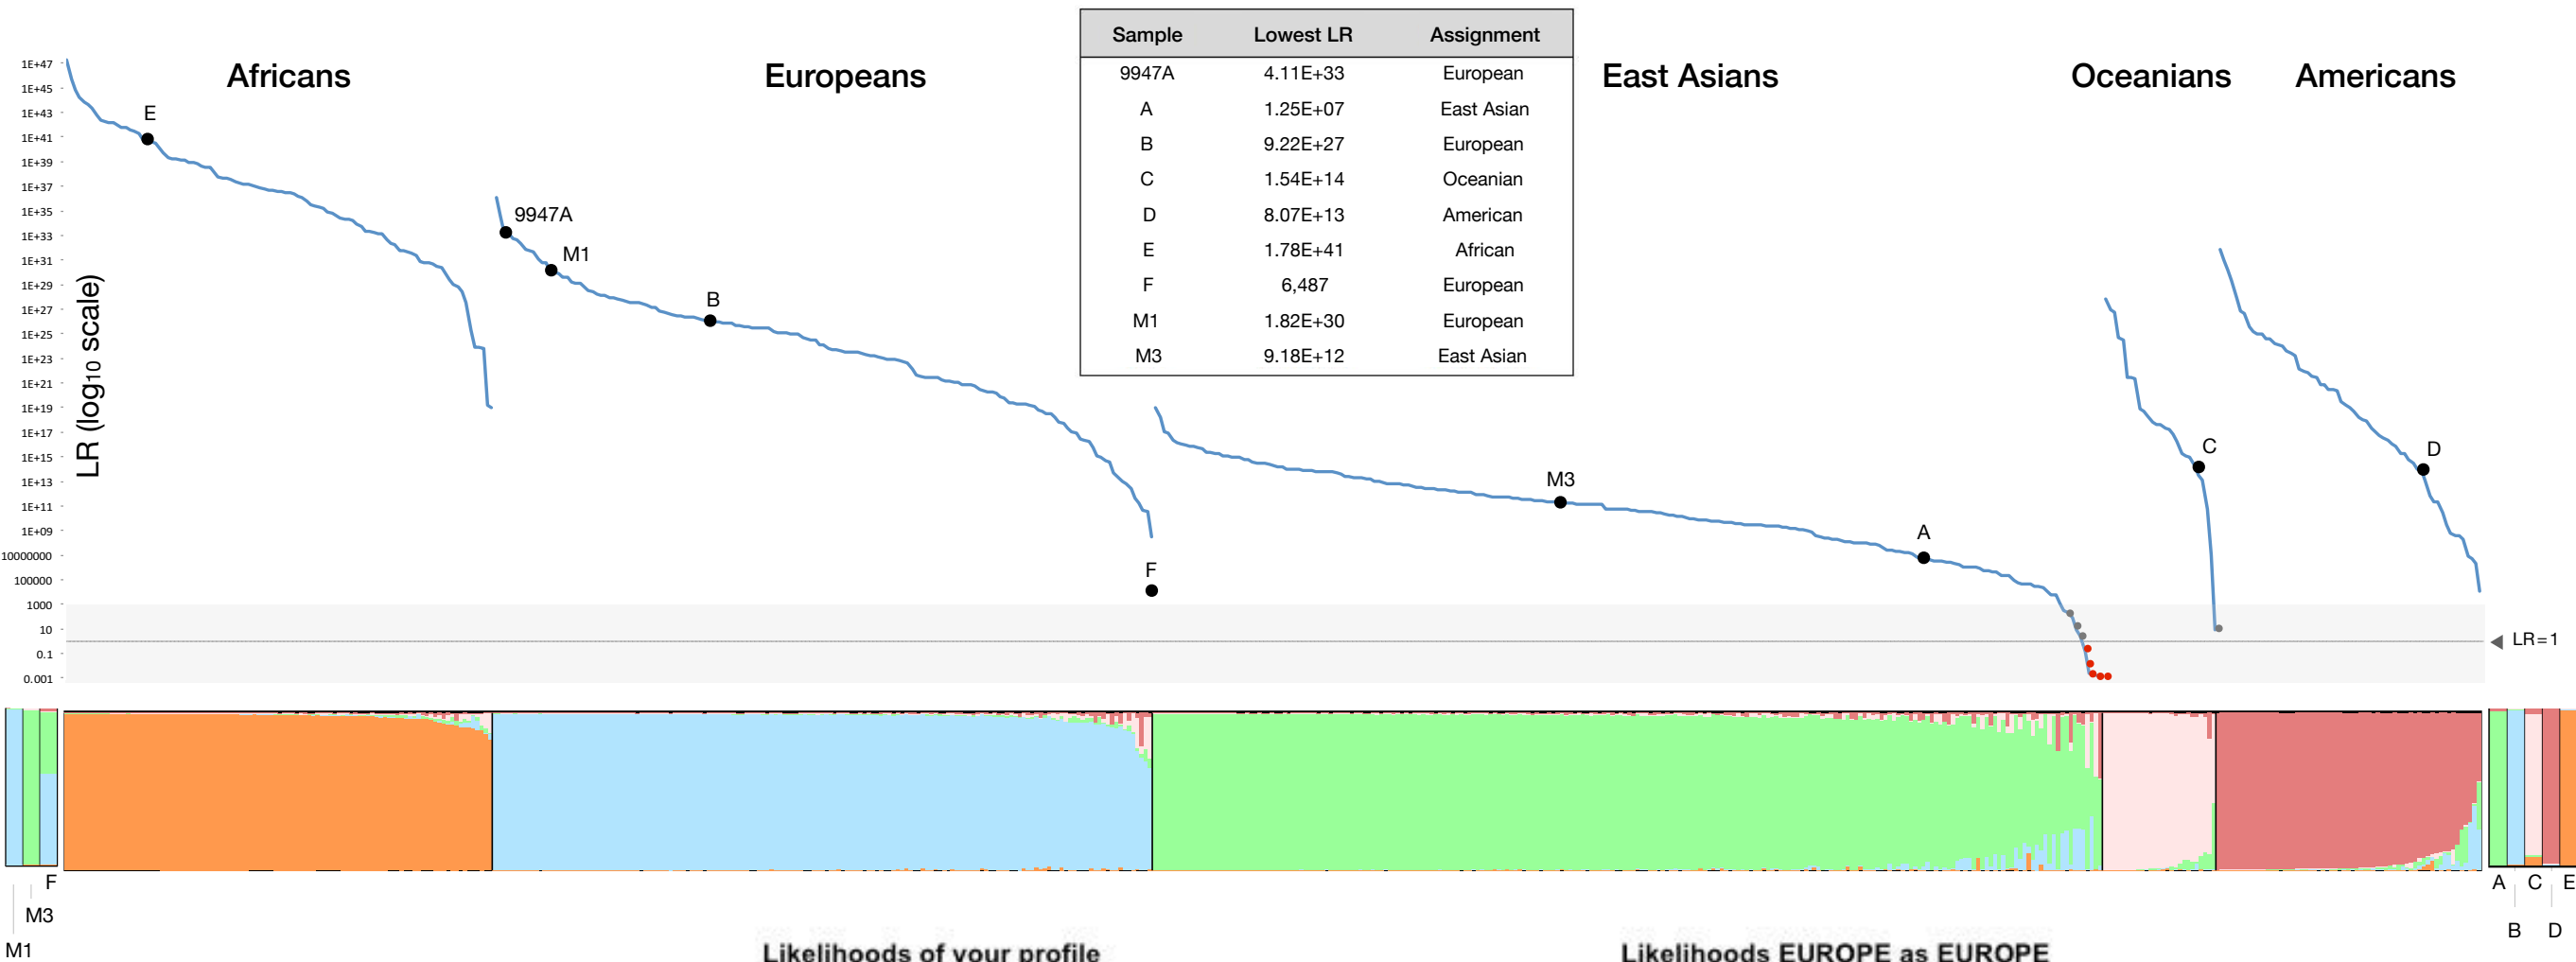 Sample Lowest LR Assignment
9947A 4.11E+33 European
A 1.25E+07 East Asian
B 9.22E+27 European
C 1.54E+14 Oceanian
D 8.07E+13 American
E 1.78E+41 African
F 6,487 European
M1 1.82E+30 European
M3 9.18E+12 East Asian
Africans
Europeans
East Asians
Oceanians
Americans
LR (log10 scale)
1E+47
1E+45
1E+43
1E+41
1E+39
1E+37
1E+35
1E+33
1E+31
1E+29
1E+27
1E+25
1E+23
1E+21
1E+19
1E+17
1E+15
1E+13
1E+11
1E+09
10000000
100000
1000
10
0.1
0.001
E
9947A
M1
B
F
M3
A
C
D
LR=1
F
M3
M1
A
C
E
B
D
Likelihoods of your profile
Likelihoods EUROPE as EUROPE